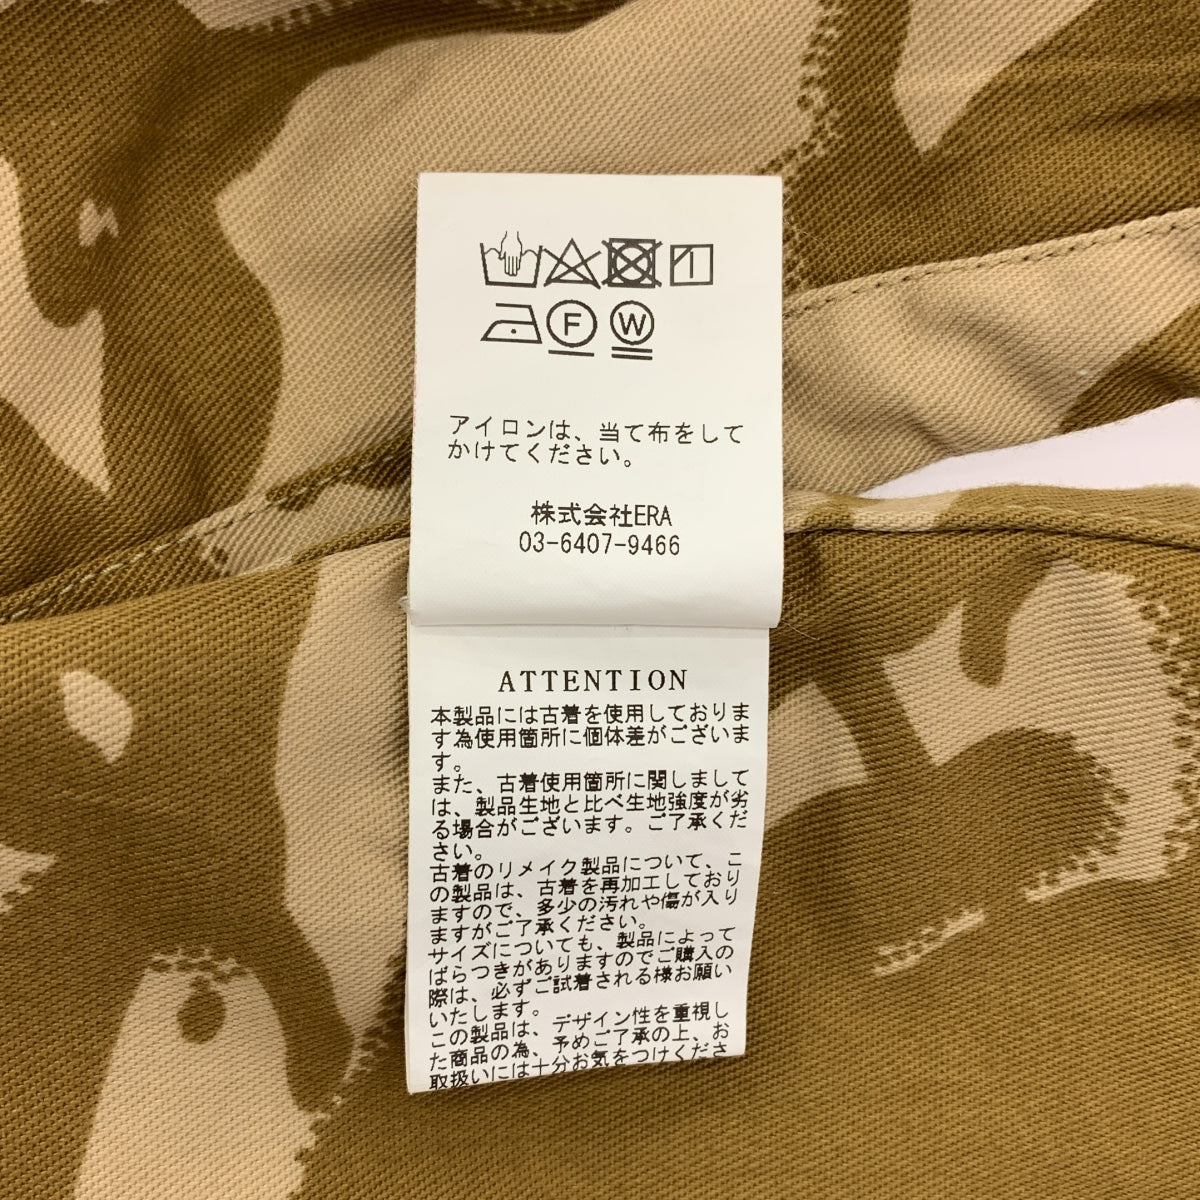 F W
アイロンは、当て布をして
かけてください。
株式会社ERA
03-6407-9466
ATTENTION
本製品には古着を使用しておりま
す為使用箇所に個体差がございま
す。
また、古着使用箇所に関しまして
は、製品生地と比べ生地強度が劣
る場合がございます。ご了承くだ
さい。
古着のリメイク製品について、こ
の製品は、古着を再加工しており
ますので、多少の汚れや傷が入り
ますがご了承ください。
サイズについても、製品によって
ばらつきがありますのでご購入の
際は、必ずご試着される様お願い
いたします。
この製品は、デザイン性を重視し
た商品の為、予めご了承の上、お
取扱いには十分お気をつけくださ